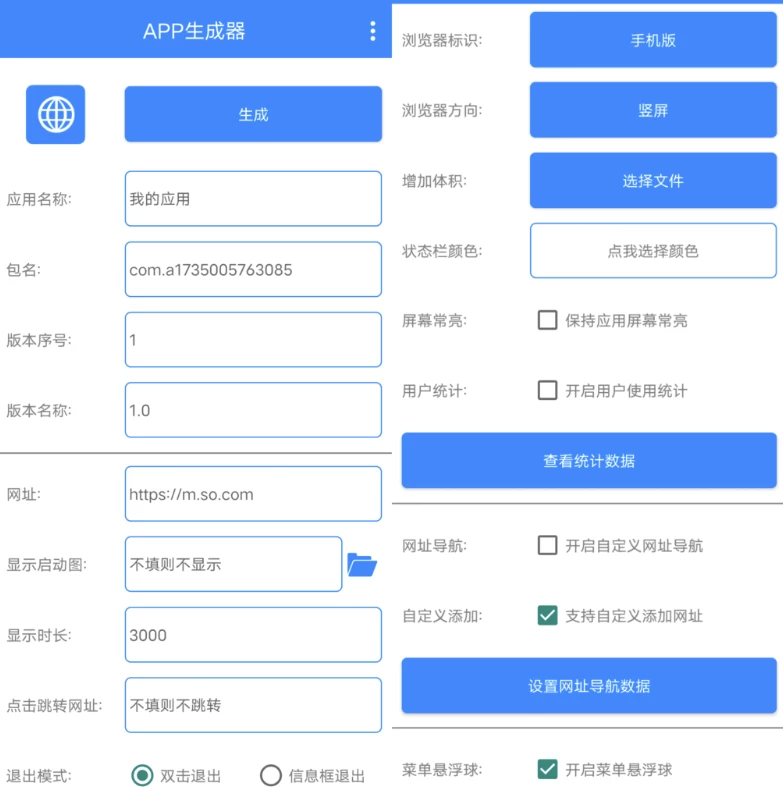 APP生成器
生成
应用名称:
我的应用
包名:
com.a1735005763085
版本序号:
1
版本名称:
1.0
网址:
https://m.so.com
显示启动图:
不填则不显示
显示时长:
3000
点击跳转网址:
不填则不跳转
退出模式:
双击退出
信息框退出
浏览器标识:
手机版
浏览器方向:
竖屏
增加体积:
选择文件
状态栏颜色:
点我选择颜色
屏幕常亮:
保持应用屏幕常亮
用户统计:
开启用户使用统计
查看统计数据
网址导航:
开启自定义网址导航
自定义添加:
支持自定义添加网址
设置网址导航数据
菜单悬浮球:
开启菜单悬浮球